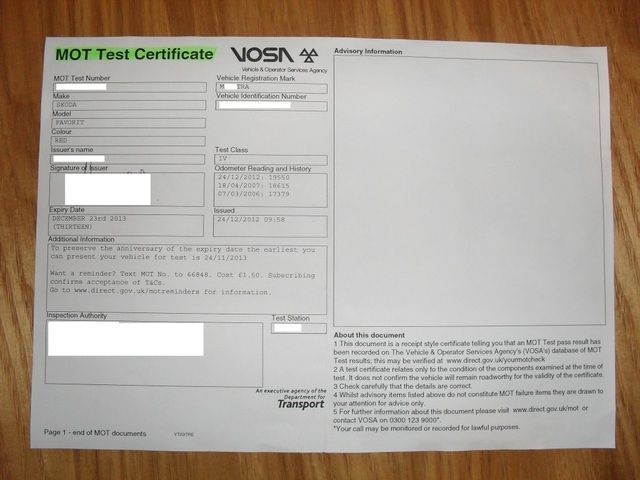 MOT Test Certificate
VOSA
Vehicle & Operator Services Agency
MOT Test Number
Vehicle Registration Mark
M TRA
Make
SKODA
Vehicle Identification Number
Model
FAVORIT
Colour
RED
Issuer's name
Test Class
IV
Signature of Issuer
Odometer Reading and History
24/12/2012: 19550
18/04/2007: 18615
07/03/2006: 17379
Expiry Date
DECEMBER 23rd 2013
(THIRTEEN)
Issued
24/12/2012 09:58
Additional Information
To preserve the anniversary of the expiry date the earliest you
can present your vehicle for test is 24/11/2013
Want a reminder? Text MOT No. to 66848. Cost £1.50. Subscribing
confirms acceptance of T&Cs.
Go to www.direct.gov.uk/motreminders for information.
Inspection Authority
Test Station
An executive agency of the
Department for
Transport
Page 1 - end of MOT documents
Advisory Information
About this document
1 This document is a receipt style certificate telling you that an MOT Test pass result has
been recorded on The Vehicle & Operator Services Agency's (VOSA's) database of MOT
Test results; this may be verified at www.direct.gov.uk/yourmotcheck
2 A test certificate relates only to the condition of the components examined at the time of
test. It does not confirm the vehicle will remain roadworthy for the validity of the certificate.
3 Check carefully that the details are correct.
4 Whilst advisory items listed above do not constitute MOT failure items they are drawn to
your attention for advice only.
5 For further information about this document please visit www.direct.gov.uk/mot or
contact VOSA on 0300 123 9000*.
*Your call may be monitored or recorded for lawful purposes.